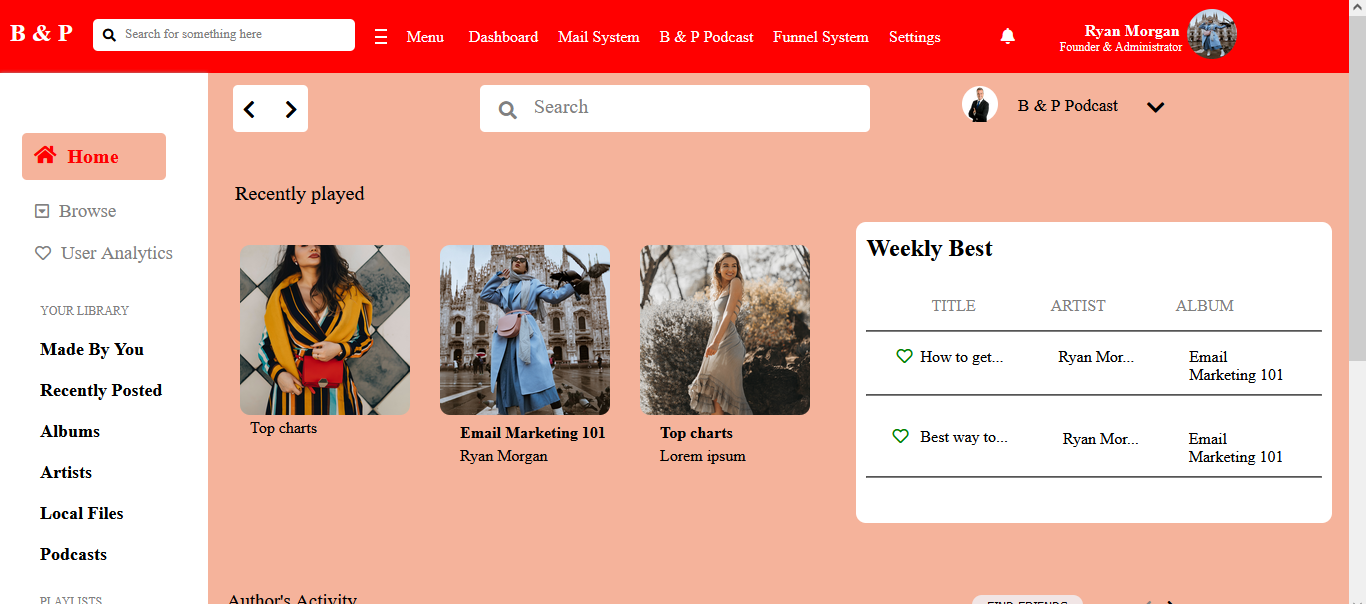 B & P
Search for something here
Menu
Dashboard
Mail System
B & P Podcast
Funnel System
Settings
Ryan Morgan
Founder & Administrator
Search
B & P Podcast
Home
Browse
User Analytics
YOUR LIBRARY
Made By You
Recently Posted
Albums
Artists
Local Files
Podcasts
PLAYLISTS
Recently played
Top charts
Email Marketing 101
Ryan Morgan
Top charts
Lorem ipsum
Weekly Best
TITLE ARTIST ALBUM
How to get... Ryan Mor... Email
Marketing 101
Best way to... Ryan Mor... Email
Marketing 101
Author's Activity
FIND FRIENDS